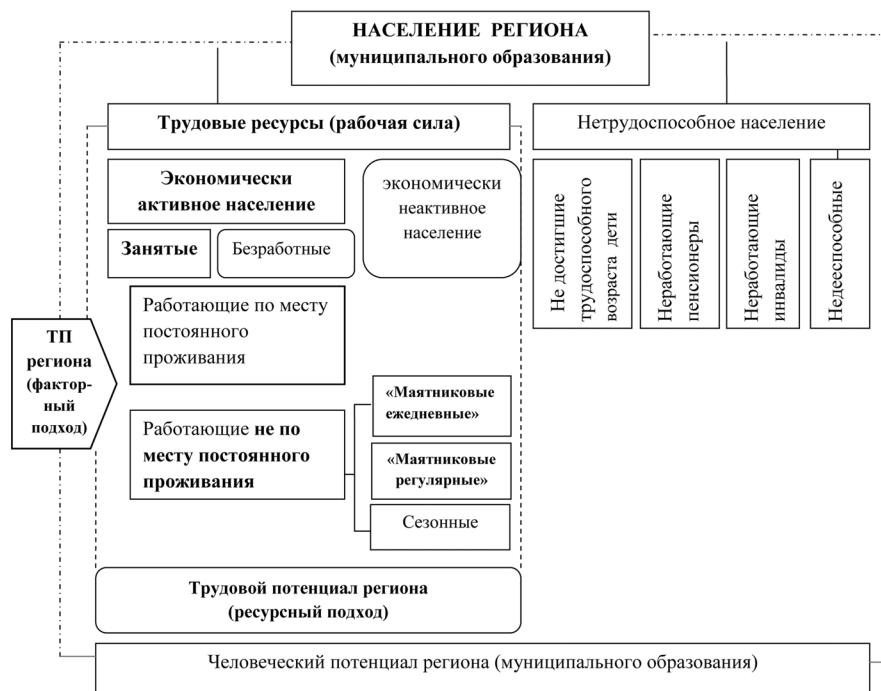 НАСЕЛЕНИЕ РЕГИОНА
(муниципального образования)
Трудовые ресурсы (рабочая сила)
Нетрудоспособное население
Экономически
активное население
экономически
неактивное
население
Занятые
Безработные
Не достигшие
трудоспособного
возраста дети
Неработающие
пенсионеры
Неработающие
инвалиды
Недееспособные
Работающие по месту
постоянного
проживания
ТП
региона
(фактор-
ный
подход)
Работающие не по
месту постоянного
проживания
«Маятниковые
ежедневные»
«Маятниковые
регулярные»
Сезонные
Трудовой потенциал региона
(ресурсный подход)
Человеческий потенциал региона (муниципального образования)